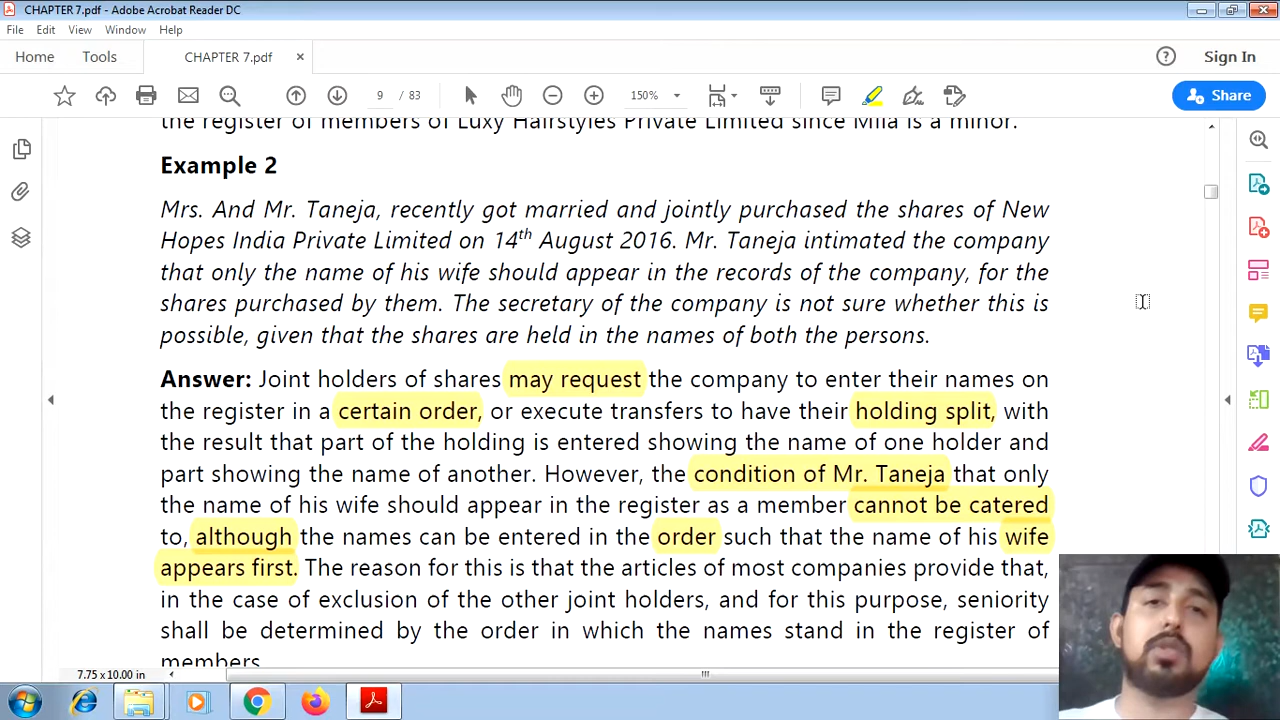 CHAPTER 7.pdf - Adobe Acrobat Reader DC
File Edit View Window Help
Home Tools CHAPTER 7.pdf × Sign In
9 / 83 150% Share
the register of members of Luxy Hairstyles Private Limited since Mila is a minor.
Example 2
Mrs. And Mr. Taneja, recently got married and jointly purchased the shares of New
Hopes India Private Limited on 14th August 2016. Mr. Taneja intimated the company
that only the name of his wife should appear in the records of the company, for the
shares purchased by them. The secretary of the company is not sure whether this is
possible, given that the shares are held in the names of both the persons.
Answer: Joint holders of shares may request the company to enter their names on
the register in a certain order, or execute transfers to have their holding split, with
the result that part of the holding is entered showing the name of one holder and
part showing the name of another. However, the condition of Mr. Taneja that only
the name of his wife should appear in the register as a member cannot be catered
to, although the names can be entered in the order such that the name of his wife
appears first. The reason for this is that the articles of most companies provide that,
in the case of exclusion of the other joint holders, and for this purpose, seniority
shall be determined by the order in which the names stand in the register of
members.
7.75 x 10.00 in